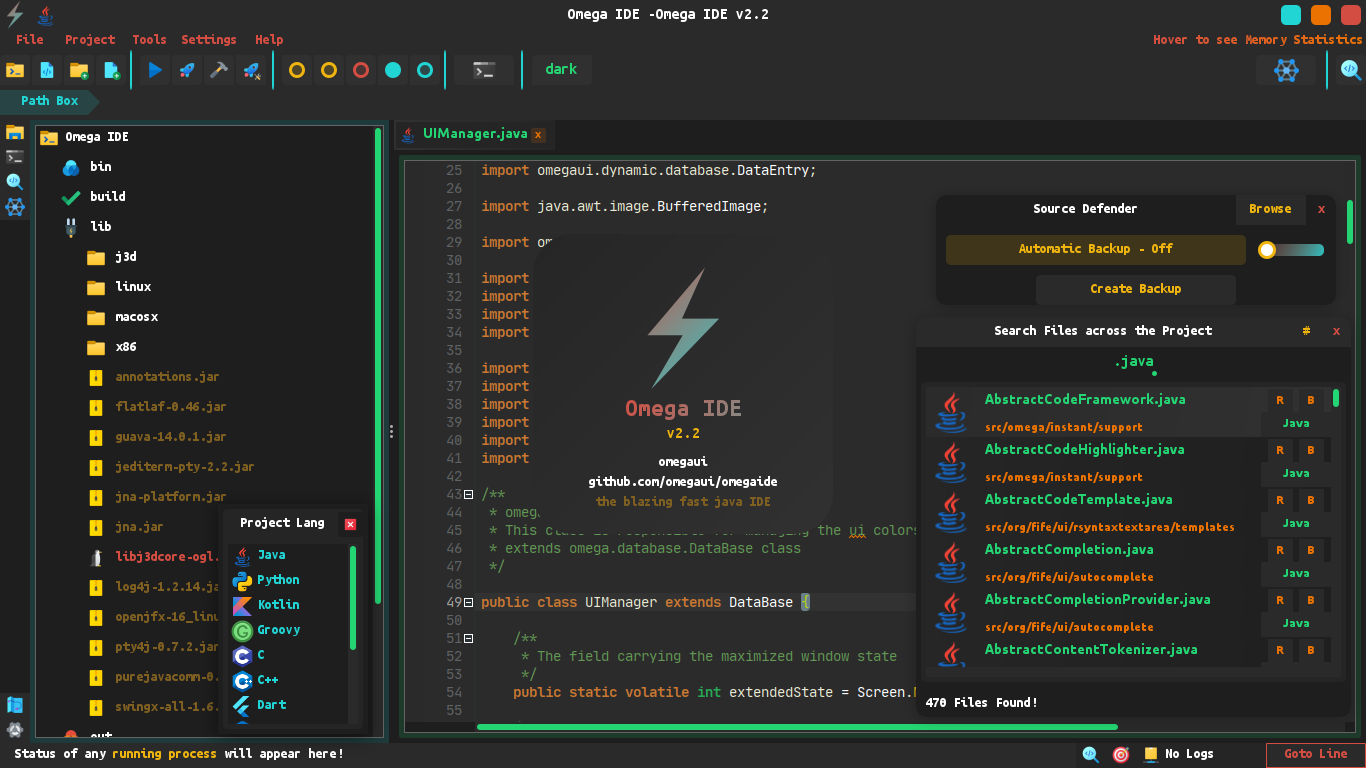 Omega IDE -Omega IDE v2.2
File Project Tools Settings Help
Hover to see Memory Statistics
dark
Path Box
Omega IDE
bin
build
lib
j3d
linux
macosx
x86
annotations.jar
flatlaf-0.46.jar
guava-14.0.1.jar
jediterm-pty-2.2.jar
jna-platform.jar
jna.jar
libj3dcore-ogl.
log4j-1.2.14.ja
openjfx-16_linu
pty4j-0.7.2.jar
purejavacomm-0.
swingx-all-1.6.
out
Project Lang x
Java
Python
Kotlin
Groovy
C
C++
Dart
UIManager.java x
25 import omegaui.dynamic.database.DataEntry;
26
27 import java.awt.image.BufferedImage;
28
29 import om
30
31 import
32 import
33 import
34 import
35
36 import
37 import
38 import
39 import
40 import
41 import
42
43 /**
44 * omeg
45 * This class is responsible for managing the ui colors
46 * extends omega.database.DataBase class
47 */
48
49 public class UIManager extends DataBase {
50
51 /**
52 * The field carrying the maximized window state
53 */
54 public static volatile int extendedState = Screen.
55
Omega IDE
v2.2
omegaui
github.com/omegaui/omegaide
the blazing fast java IDE
Source Defender Browse x
Automatic Backup - Off
Create Backup
Search Files across the Project # x
.java
AbstractCodeFramework.java R B
src/omega/instant/support Java
AbstractCodeHighlighter.java R B
src/omega/instant/support Java
AbstractCodeTemplate.java R B
src/org/fife/ui/rsyntaxtextarea/templates Java
AbstractCompletion.java R B
src/org/fife/ui/autocomplete Java
AbstractCompletionProvider.java R B
src/org/fife/ui/autocomplete Java
AbstractContentTokenizer.java R B
470 Files Found!
Status of any running process will appear here!
No Logs
Goto Line